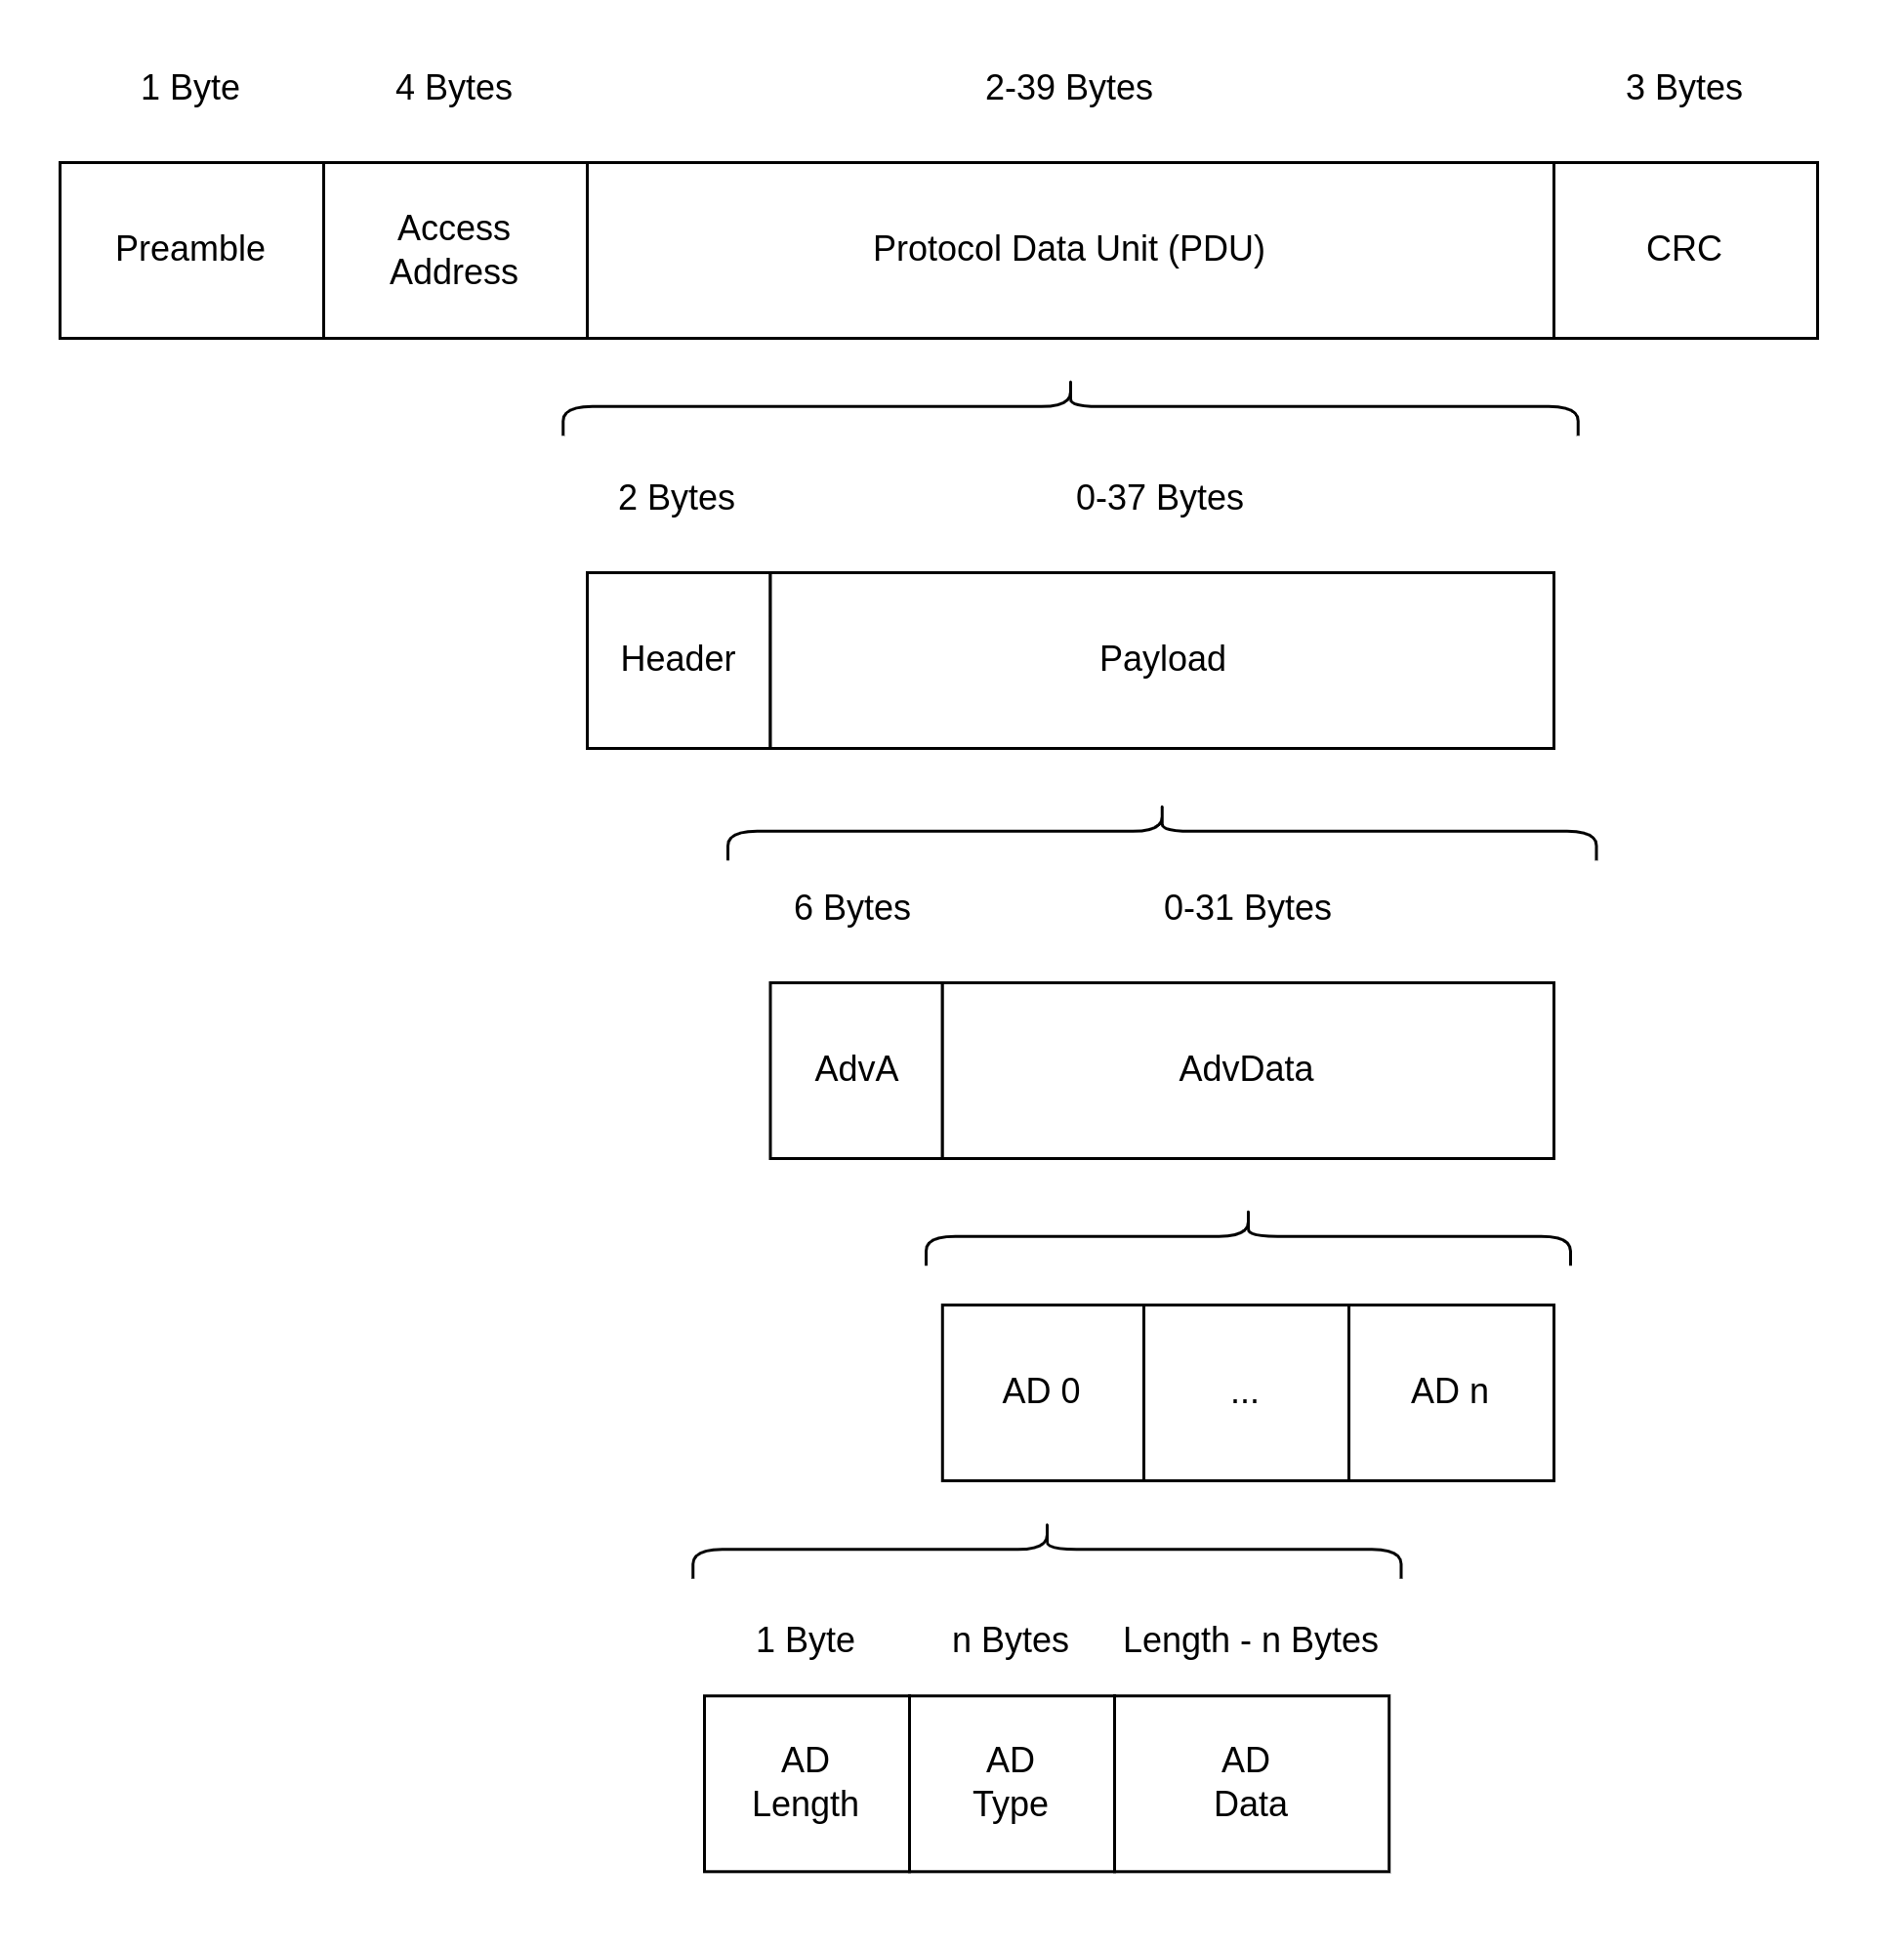 1 Byte 4 Bytes 2-39 Bytes 3 Bytes
Preamble
Access
Address
Protocol Data Unit (PDU)
CRC
2 Bytes 0-37 Bytes
Header Payload
6 Bytes 0-31 Bytes
AdvA AdvData
AD 0 ... AD n
1 Byte n Bytes Length - n Bytes
AD
Length
AD
Type
AD
Data